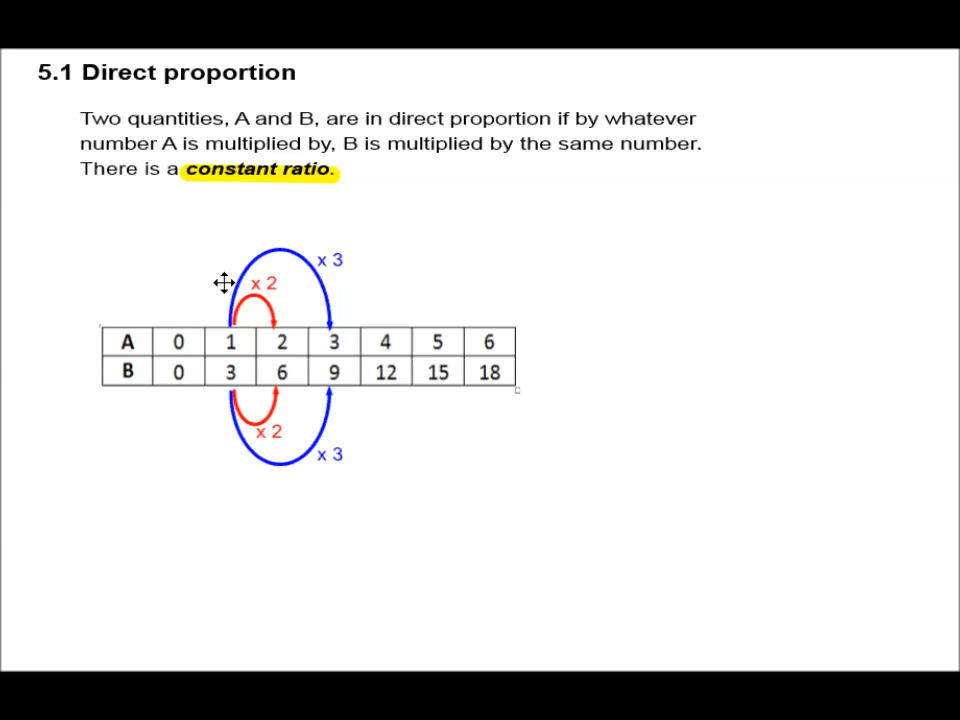 5.1 Direct proportion
Two quantities, A and B, are in direct proportion if by whatever
number A is multiplied by, B is multiplied by the same number.
There is a constant ratio.
x 3
x 2
A 0 1 2 3 4 5 6
B 0 3 6 9 12 15 18
x 2
x 3